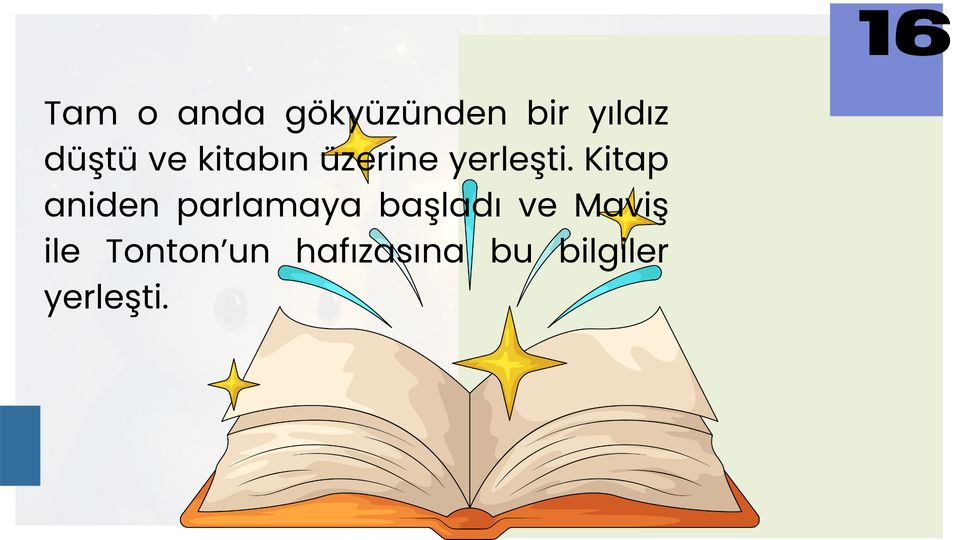 16
Tam o anda gökyüzünden bir yıldız
düştü ve kitabın üzerine yerleşti. Kitap
aniden parlamaya başladı ve Maviş
ile Tonton’un hafızasına bu bilgiler
yerleşti.